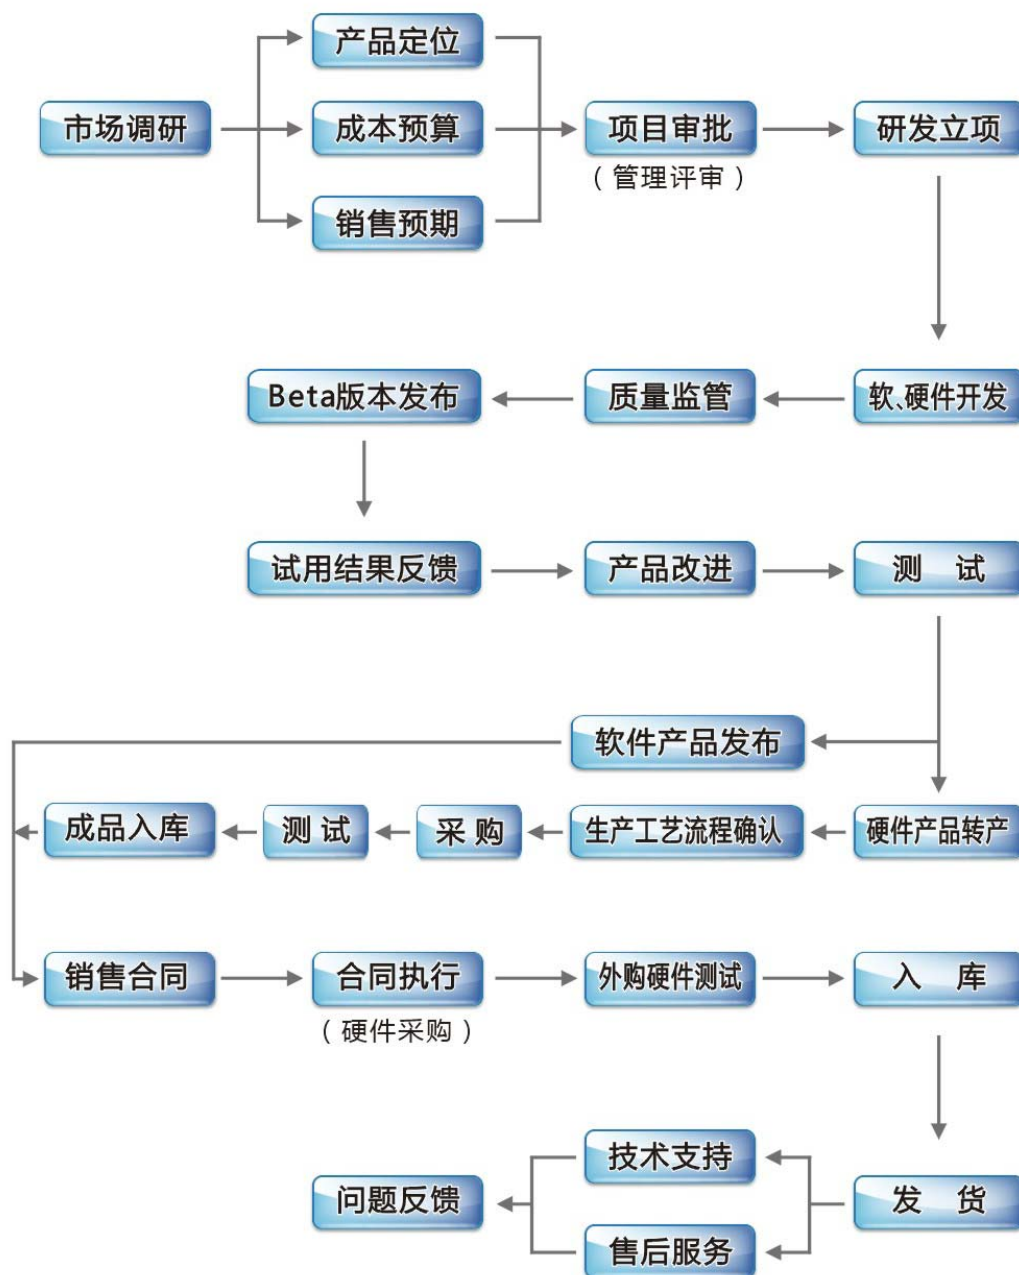 产品定位
市场调研
成本预算
项目审批
研发立项
（管理评审）
销售预期
Beta版本发布
质量监管
软、硬件开发
试用结果反馈
产品改进
测 试
软件产品发布
成品入库
测 试
采 购
生产工艺流程确认
硬件产品转产
销售合同
合同执行
外购硬件测试
入 库
（硬件采购）
技术支持
问题反馈
发 货
售后服务